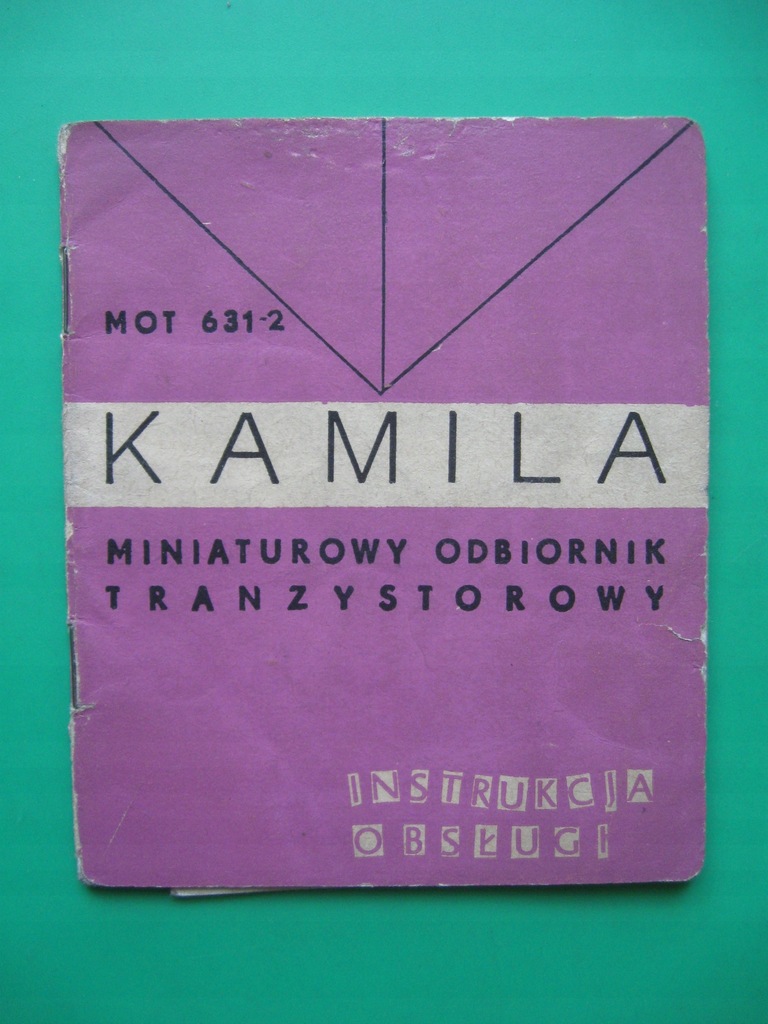 MOT 631-2
KAMILA
MINIATUROWY ODBIORNIK
TRANZYSTOROWY
INSTRUKCJA
OBSŁUGI